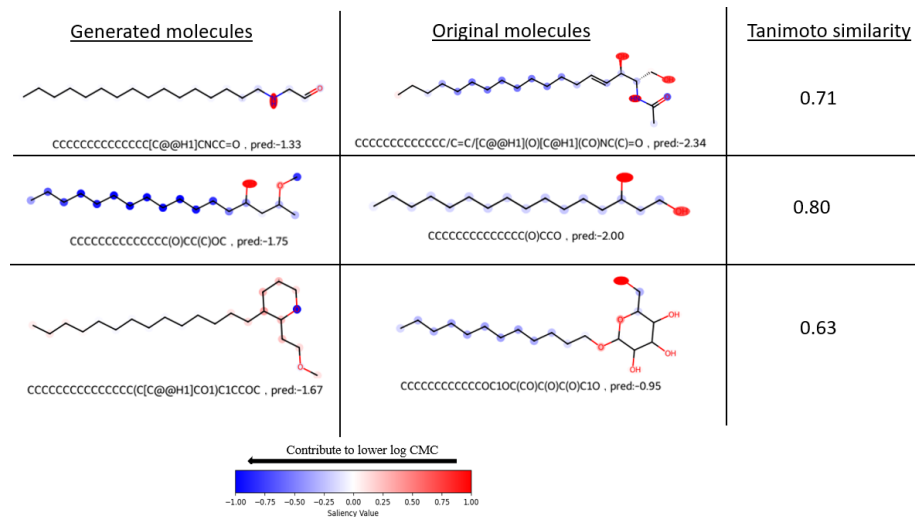 Generated molecules
Original molecules
Tanimoto similarity
OH
CCCCCCCCCCCCCC[C@@H1]CNCC=O , pred:-1.33
CCCCCCCCCCCCC/C=C/[C@@H1](O)[C@H1](CO)NC(C)=O , pred:-2.34
0.71
OH
CCCCCCCCCCCCCC(O)CC(C)OC , pred:-1.75
CCCCCCCCCCCCCC(O)CCO , pred:-2.00
0.80
OH
OH
OH
CCCCCCCCCCCCCCC(C[C@@H1]CO1)C1CCOC , pred:-1.67
CCCCCCCCCCCCOC1OC(CO)C(O)C(O)C1O , pred:-0.95
0.63
Contribute to lower log CMC
−1.00 −0.75 −0.50 −0.25 0.00 0.25 0.50 0.75 1.00
Saliency Value